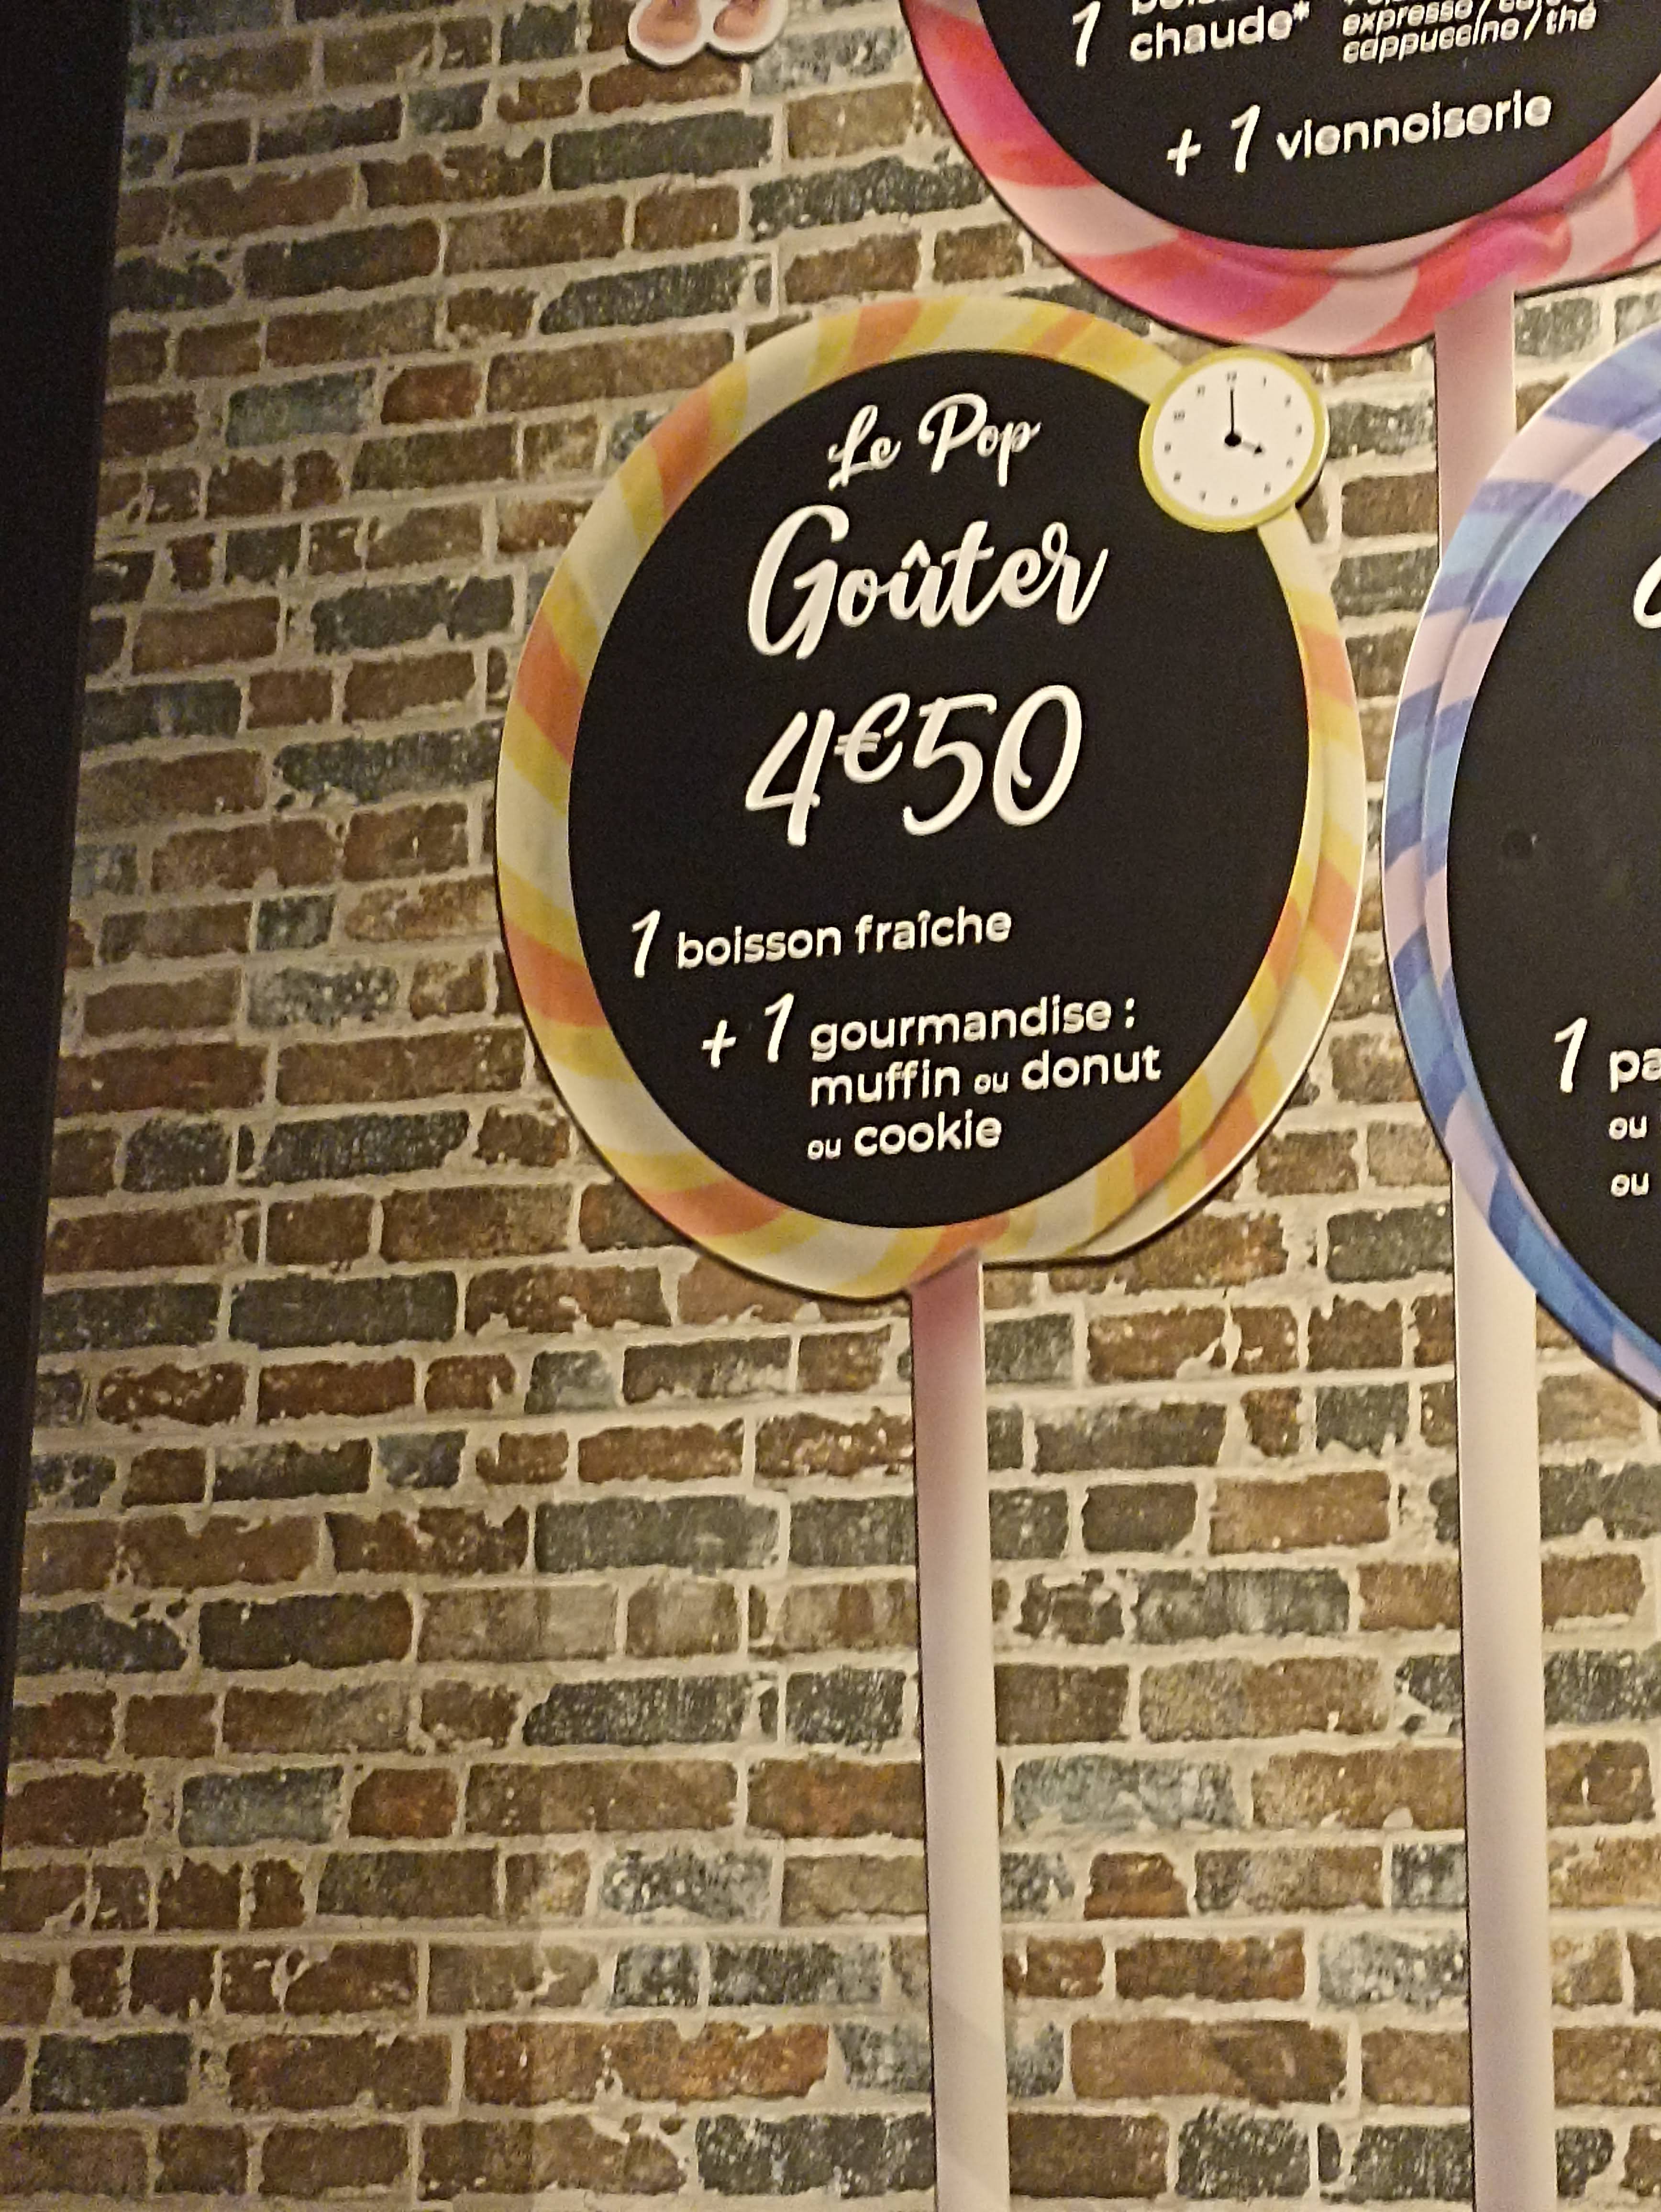 1
chaude*
expresso /
cappuccino / thé
+ 1 viennoiserie
Le Pop
Goûter
4€50
1 boisson fraîche
+ 1 gourmandise :
muffin ou donut
ou cookie
1 pa
ou
ou